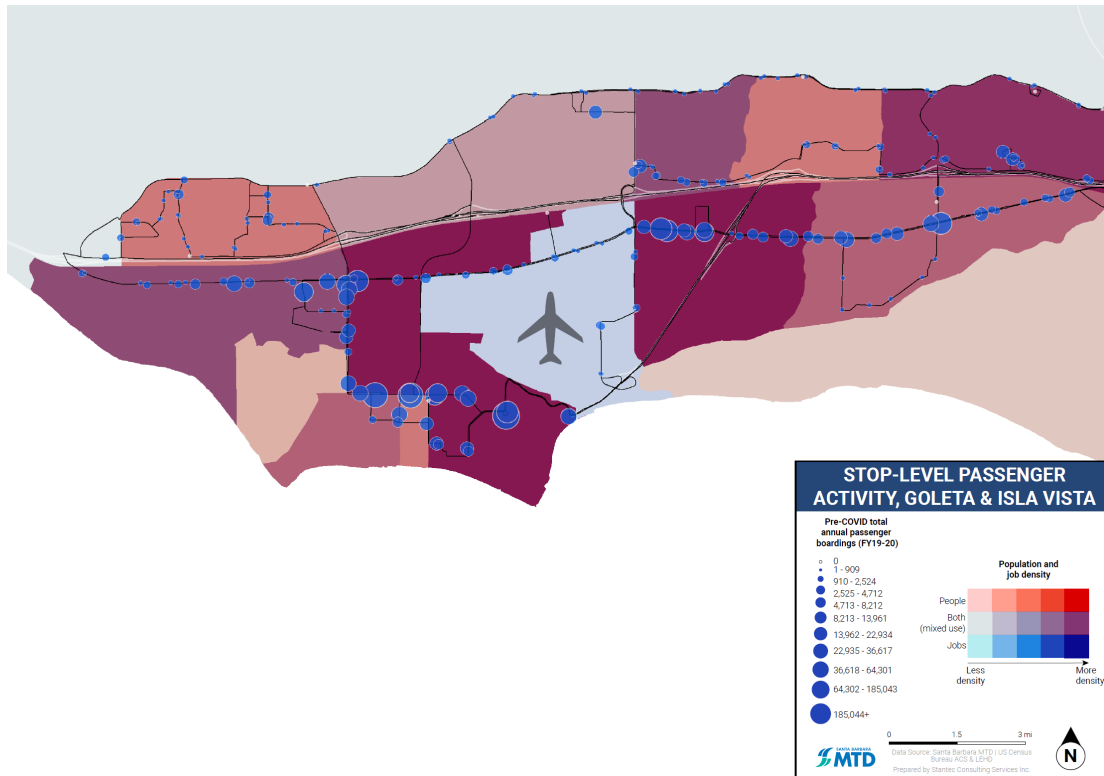 STOP-LEVEL PASSENGER
ACTIVITY, GOLETA & ISLA VISTA
Pre-COVID total
annual passenger
boardings (FY19-20)
0
1 - 909
910 - 2,524
2,525 - 4,712
4,713 - 8,212
8,213 - 13,961
13,962 - 22,934
22,935 - 36,617
36,618 - 64,301
64,302 - 185,043
185,044+
Population and
job density
People
Both
(mixed use)
Jobs
Less
density
More
density
0 1.5 3 mi
SANTA BARBARA
MTD
Data Source: Santa Barbara MTD | US Census
Bureau ACS & LEHD
Prepared by Stantec Consulting Services Inc.
N